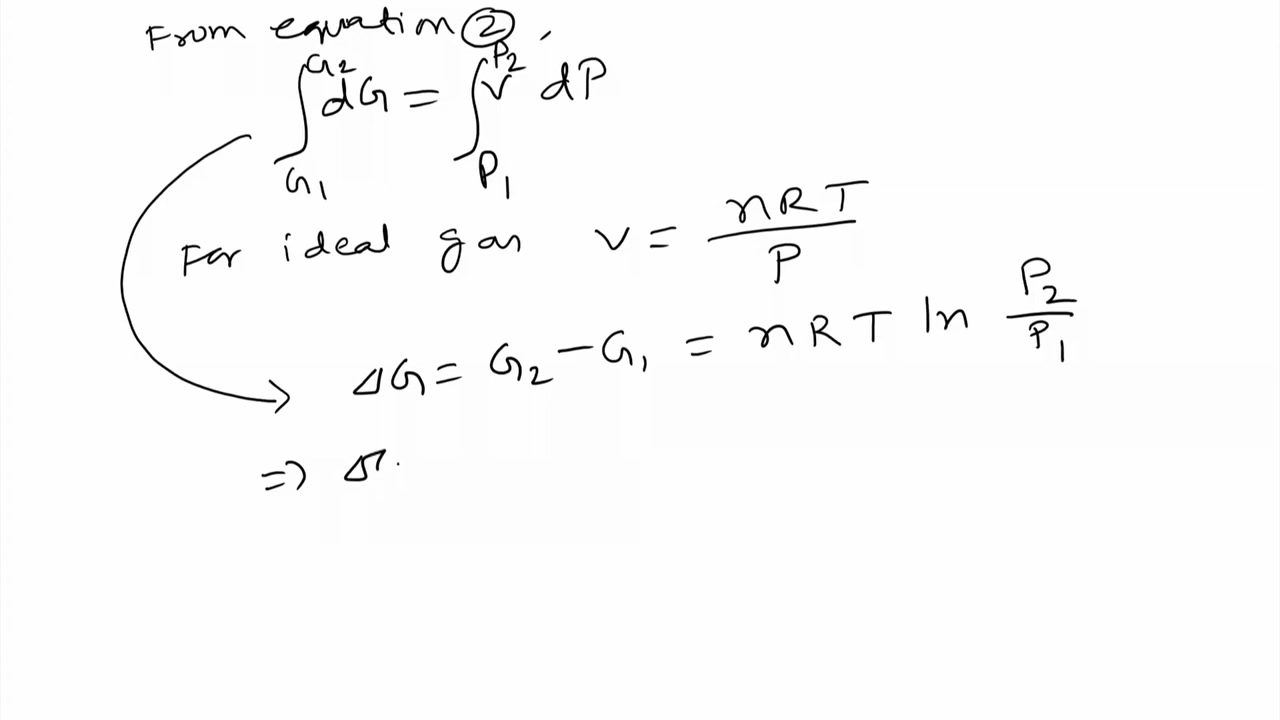 From equation ②,
∫_{G1}^{G2} dG = ∫_{P1}^{P2} V dP
For ideal gas V = nRT/P
ΔG = G2 - G1 = nRT ln P2/P1
=> Δ